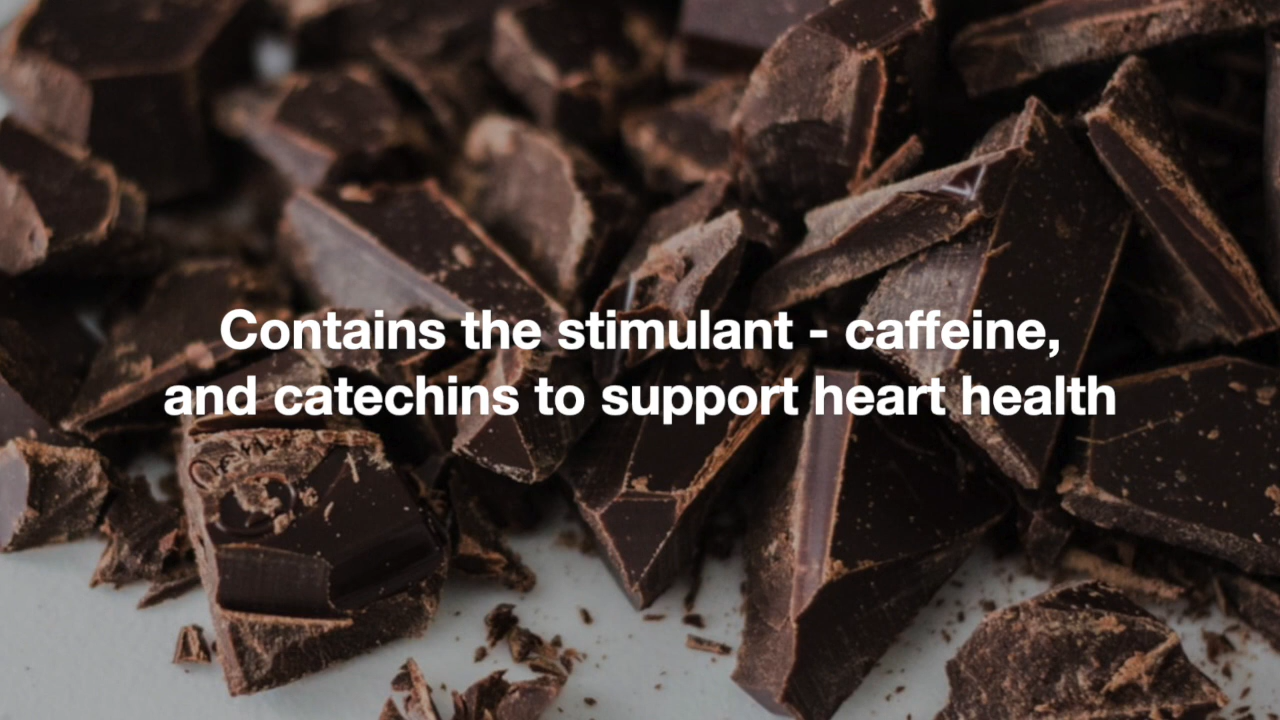 Contains the stimulant - caffeine,
and catechins to support heart health